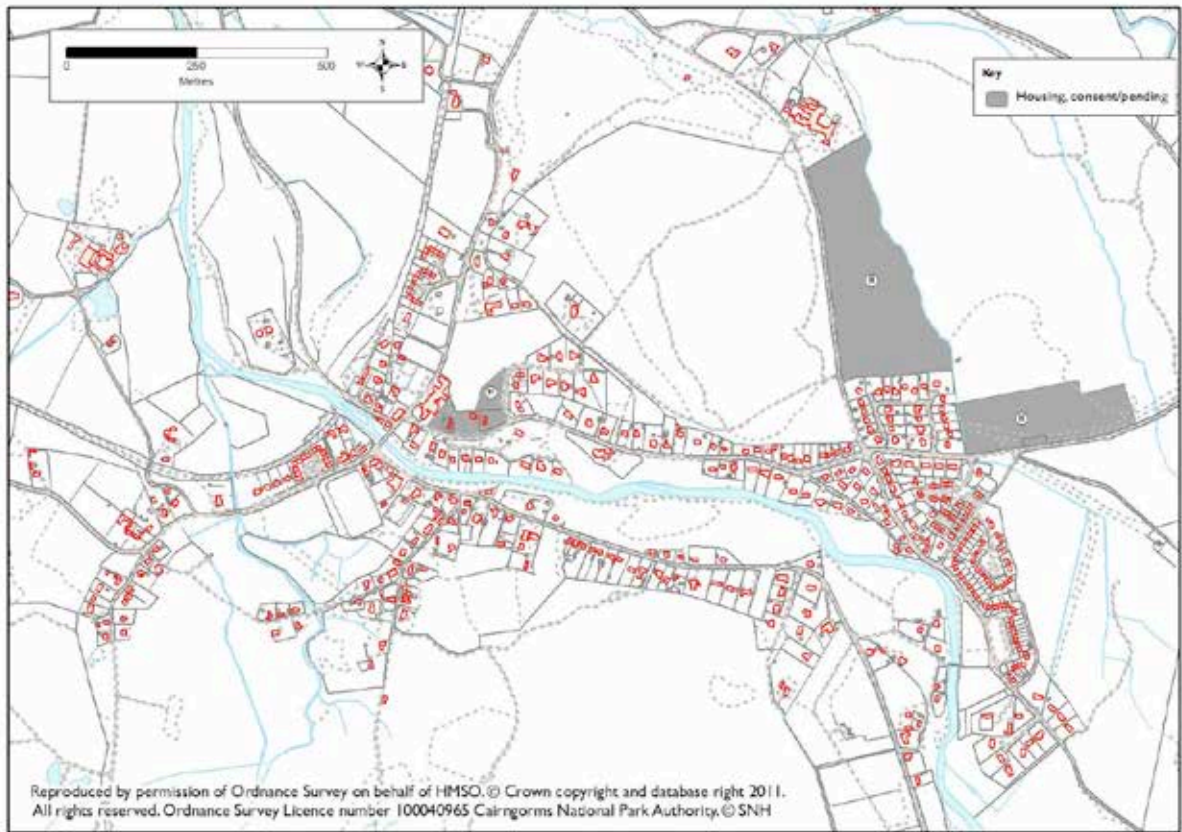 0 250 500
Metres
N
W E
S
Key
Housing, consent/pending
Reproduced by permission of Ordnance Survey on behalf of HMSO. © Crown copyright and database right 2011.
All rights reserved. Ordnance Survey Licence number 100040965 Cairngorms National Park Authority. © SNH